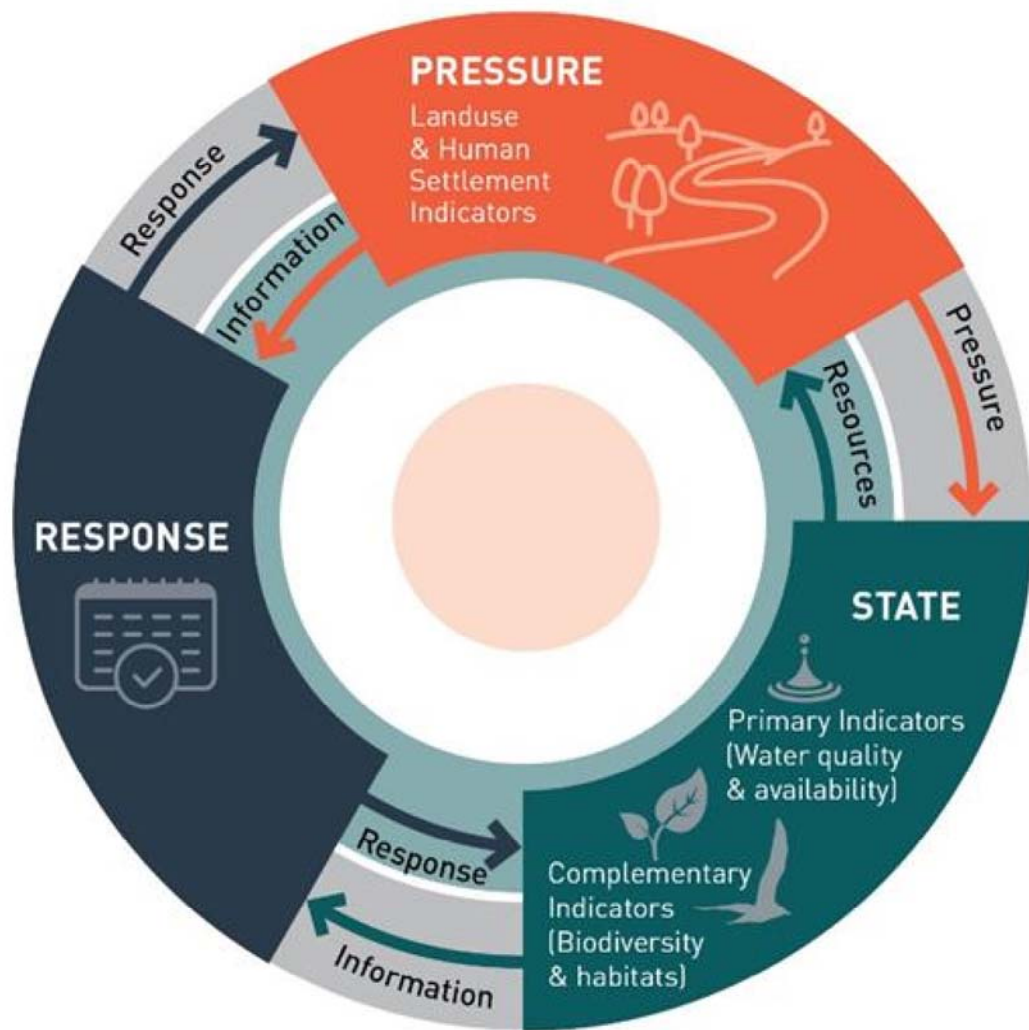 PRESSURE
Landuse
& Human
Settlement
Indicators
Response
Information
Pressure
Resources
RESPONSE
STATE
Primary Indicators
(Water quality
& availability)
Complementary
Indicators
(Biodiversity
& habitats)
Response
Information